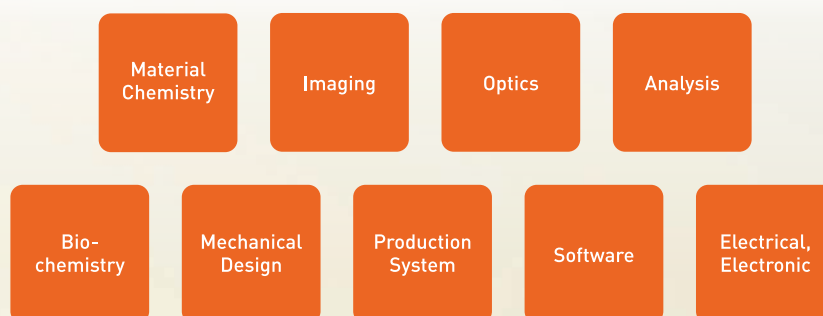 Material
Chemistry
Imaging
Optics
Analysis
Bio-
chemistry
Mechanical
Design
Production
System
Software
Electrical,
Electronic